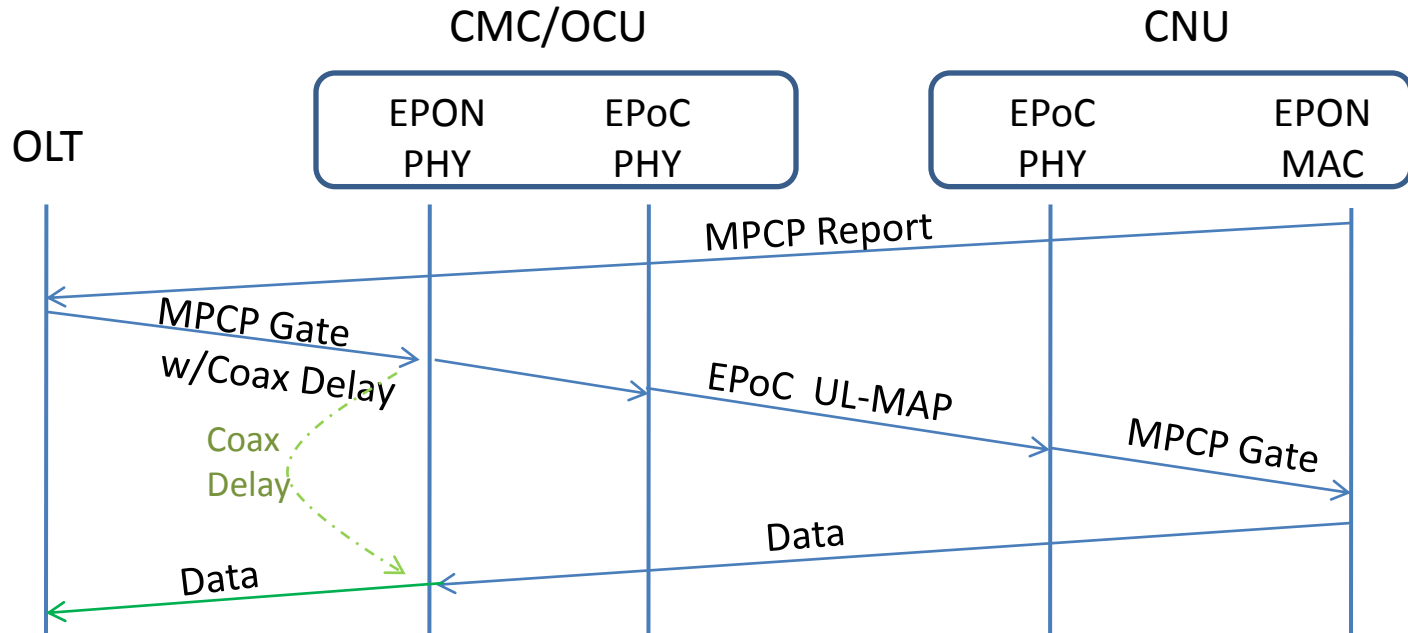 CMC/OCU
CNU
OLT
EPON
PHY
EPoC
PHY
EPoC
PHY
EPON
MAC
MPCP Report
MPCP Gate
w/Coax Delay
EPoC UL-MAP
MPCP Gate
Coax
Delay
Data
Data